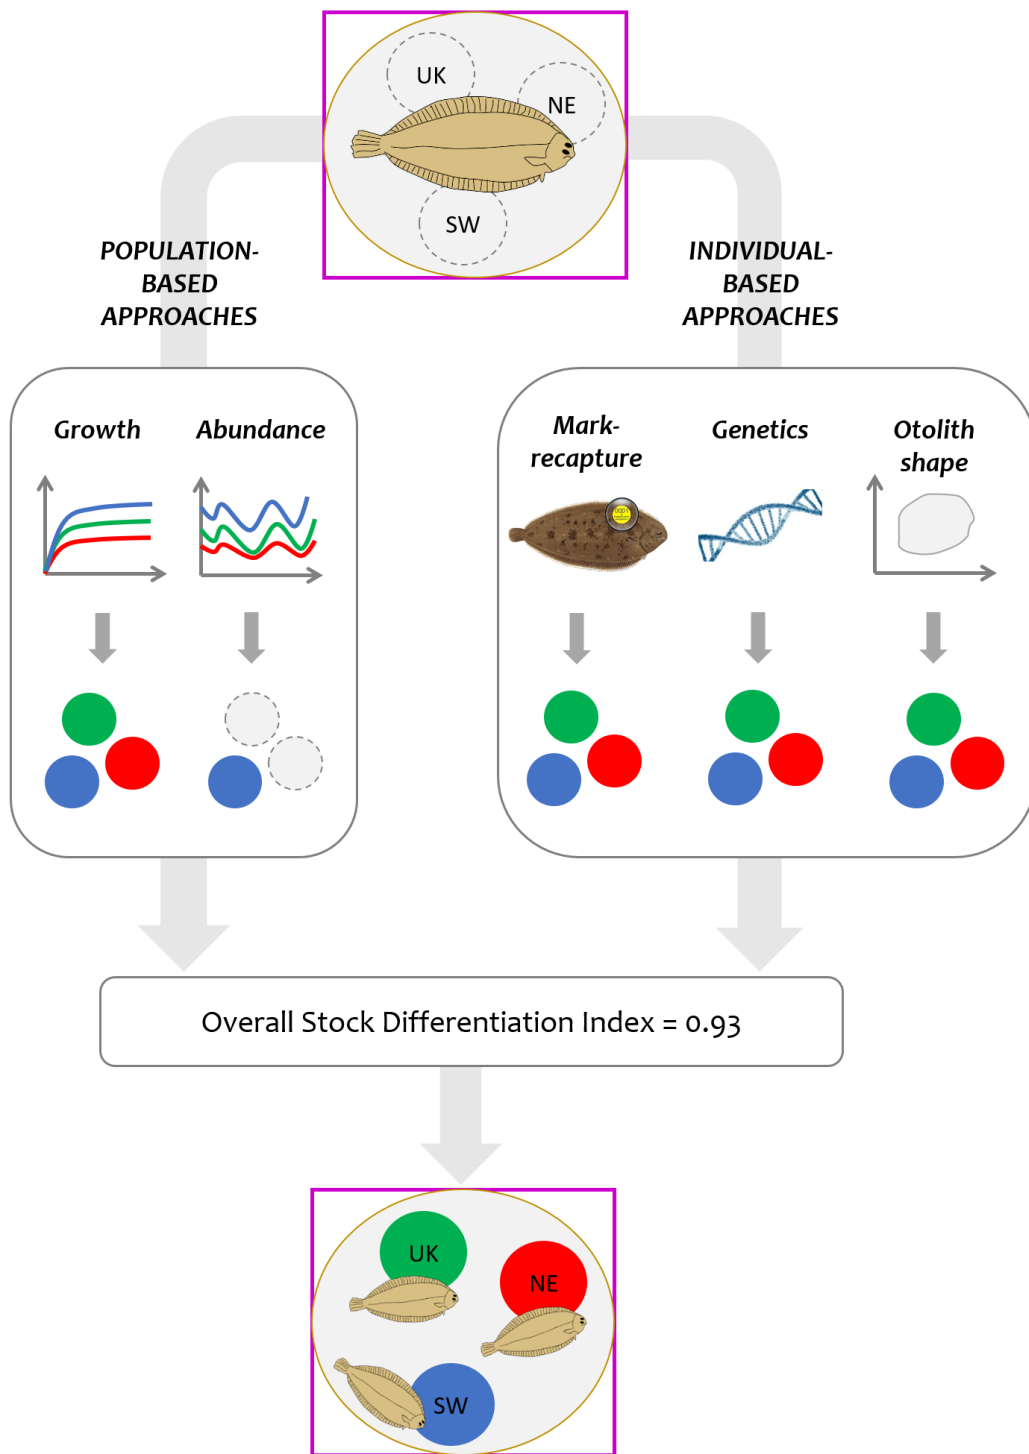 UK
NE
SW
POPULATION-
BASED
APPROACHES
INDIVIDUAL-
BASED
APPROACHES
Growth
Abundance
Mark-
recapture
Genetics
Otolith
shape
0001
Overall Stock Differentiation Index = 0.93
UK
NE
SW